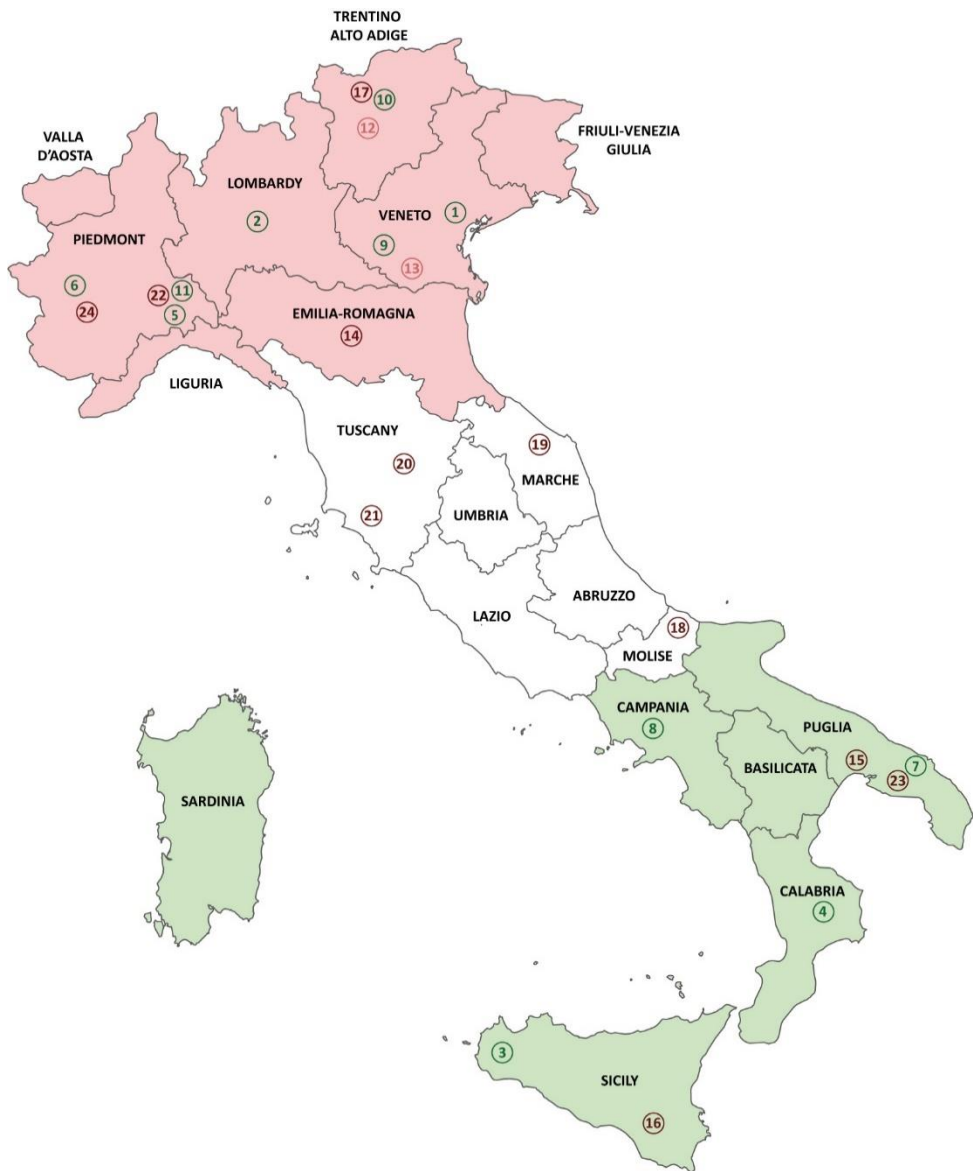 TRENTINO
ALTO ADIGE
17
10
12
VALLA
D'AOSTA
FRIULI-VENEZIA
GIULIA
LOMBARDY
2
VENETO
1
9
13
PIEDMONT
6
22
11
24
5
EMILIA-ROMAGNA
14
LIGURIA
TUSCANY
20
21
19
MARCHE
UMBRIA
ABRUZZO
LAZIO
18
MOLISE
CAMPANIA
8
PUGLIA
15
7
23
BASILICATA
SARDINIA
CALABRIA
4
3
SICILY
16